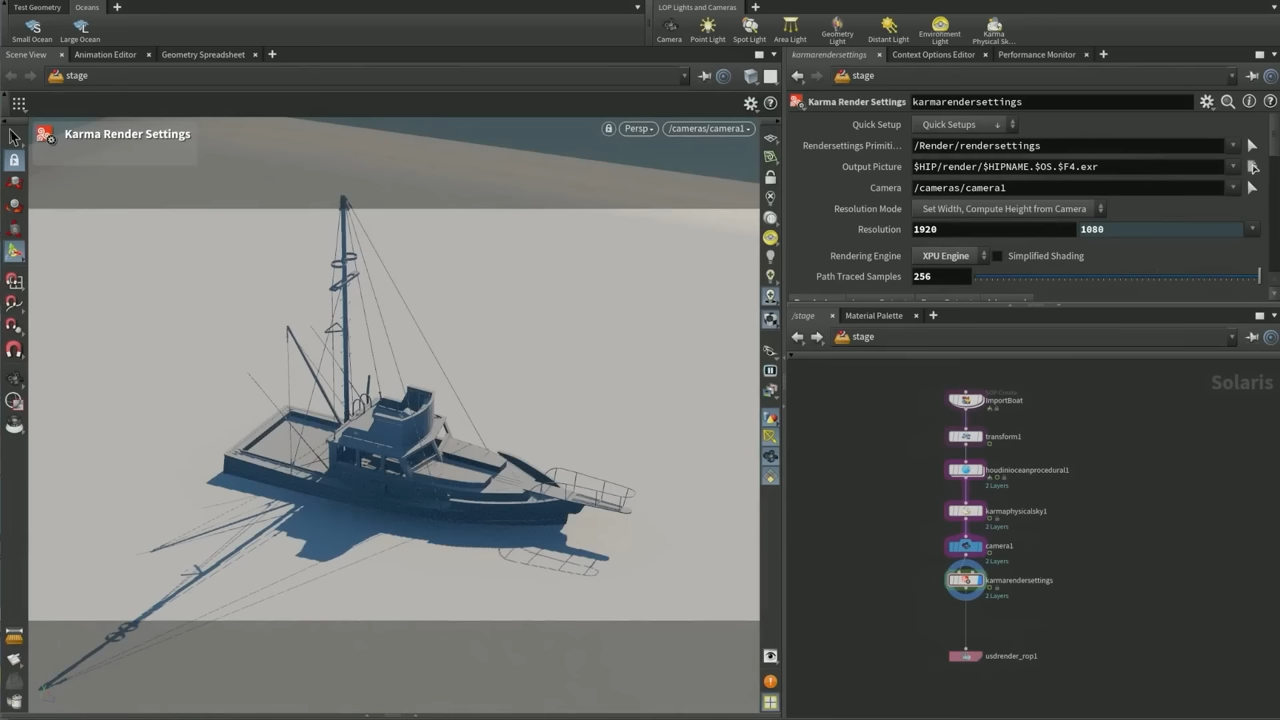 Test Geometry Oceans
LOP Lights and Cameras
Small Ocean Large Ocean
Camera Point Light Spot Light Area Light Geometry Light Distant Light Environment Light Karma Physical Sk...
Scene View Animation Editor Geometry Spreadsheet
karmarendersettings Context Options Editor Performance Monitor
stage
stage
Karma Render Settings karmarendersettings
Karma Render Settings
Persp /cameras/camera1
Quick Setup Quick Setups
Rendersettings Primiti... /Render/rendersettings
Output Picture $HIP/render/$HIPNAME.$OS.$F4.exr
Camera /cameras/camera1
Resolution Mode Set Width, Compute Height from Camera
Resolution 1920 1080
Rendering Engine XPU Engine Simplified Shading
Path Traced Samples 256
/stage Material Palette
stage
Solaris
SOP Create
ImportBoat
transform1
houdinioceanprocedural1
2 Layers
karmaphysicalsky1
2 Layers
camera1
2 Layers
karmarendersettings
2 Layers
usdrender_rop1